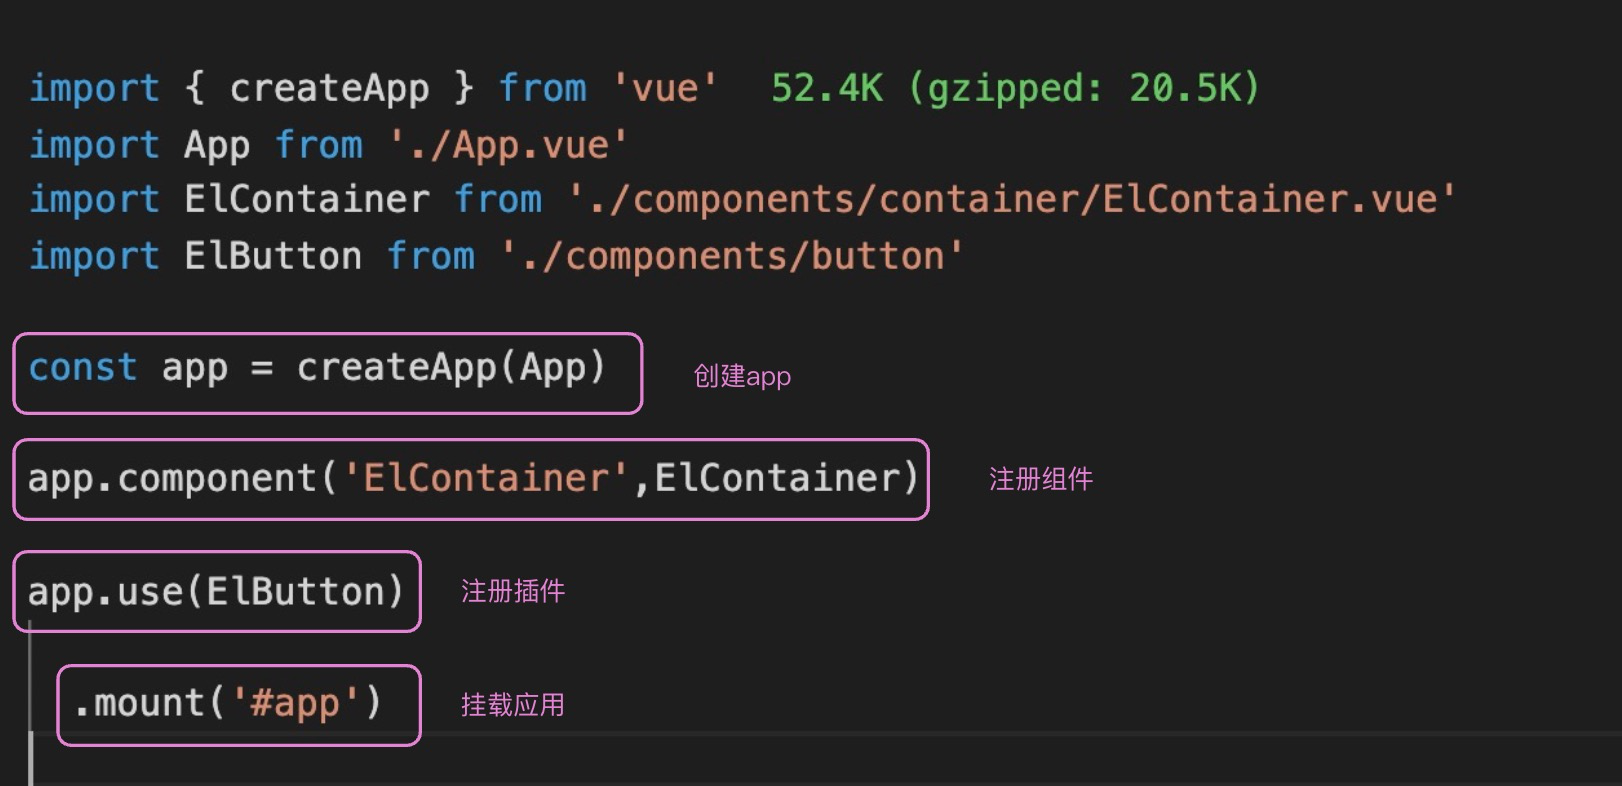 import { createApp } from 'vue'  52.4K (gzipped: 20.5K)
import App from './App.vue'
import ElContainer from './components/container/ElContainer.vue'
import ElButton from './components/button'
const app = createApp(App) 创建app
app.component('ElContainer',ElContainer) 注册组件
app.use(ElButton) 注册插件
.mount('#app') 挂载应用